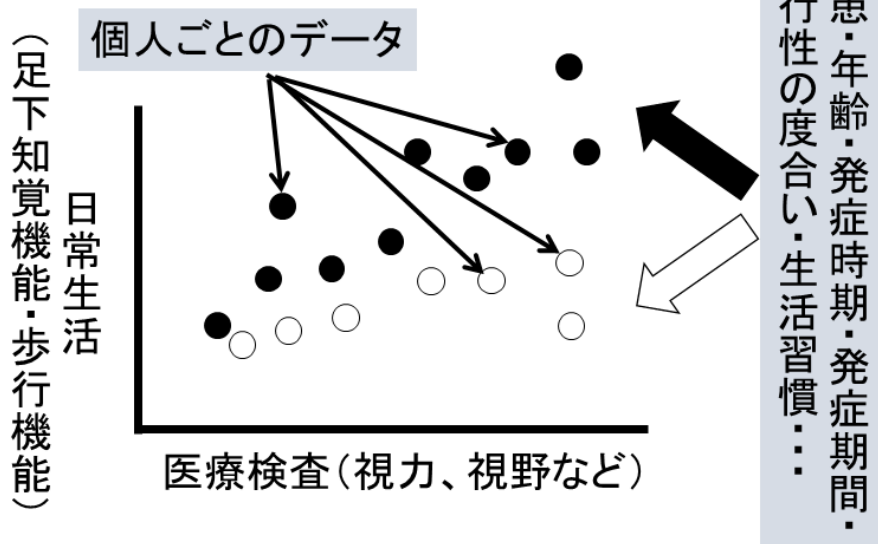 個人ごとのデータ
患・年齢・発症時期・発症期間・
行性の度合い・生活習慣・・・
日常生活
（足下知覚機能・歩行機能）
医療検査（視力、視野など）